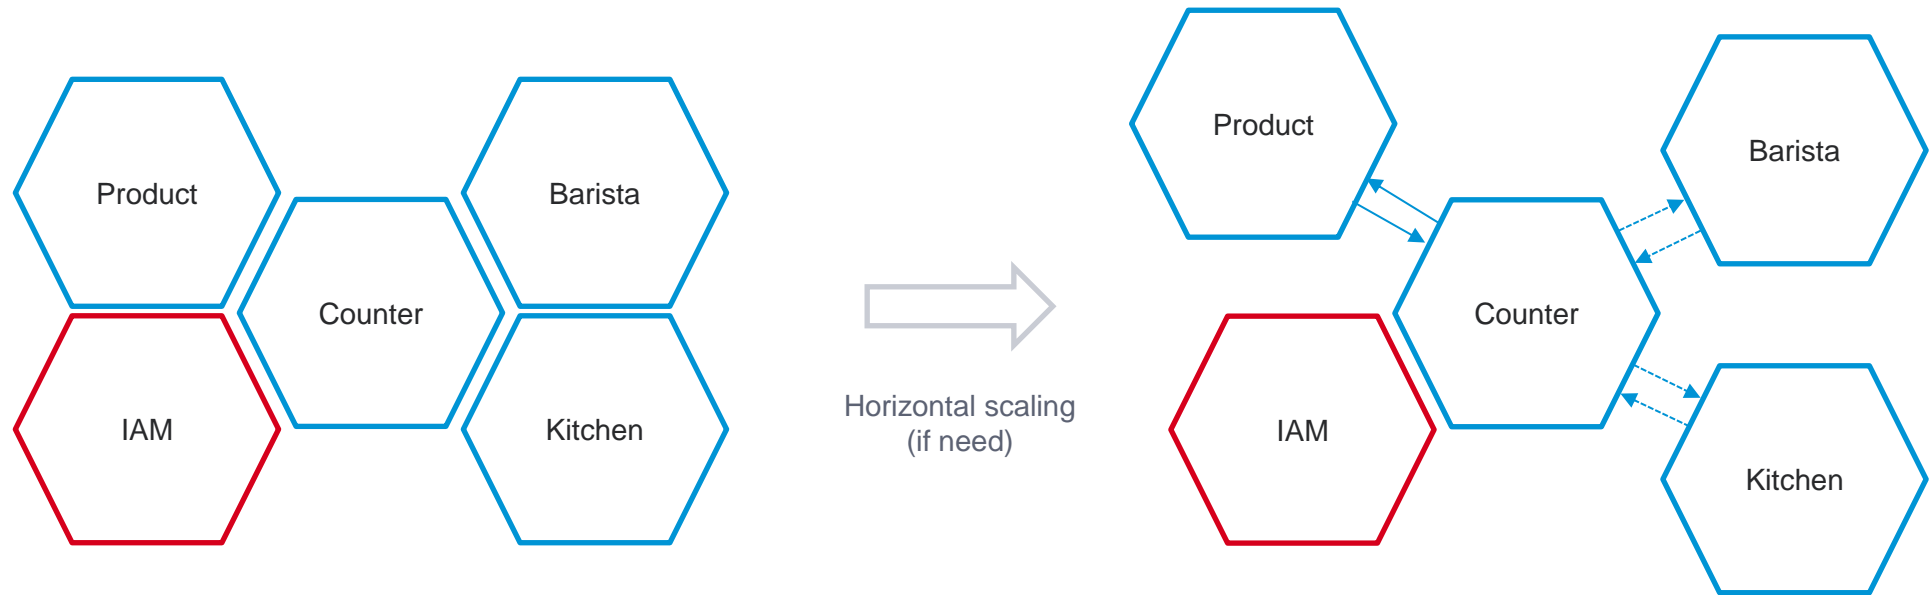 Product
Barista
Counter
IAM
Kitchen
Horizontal scaling
(if need)
Product
Barista
Counter
IAM
Kitchen